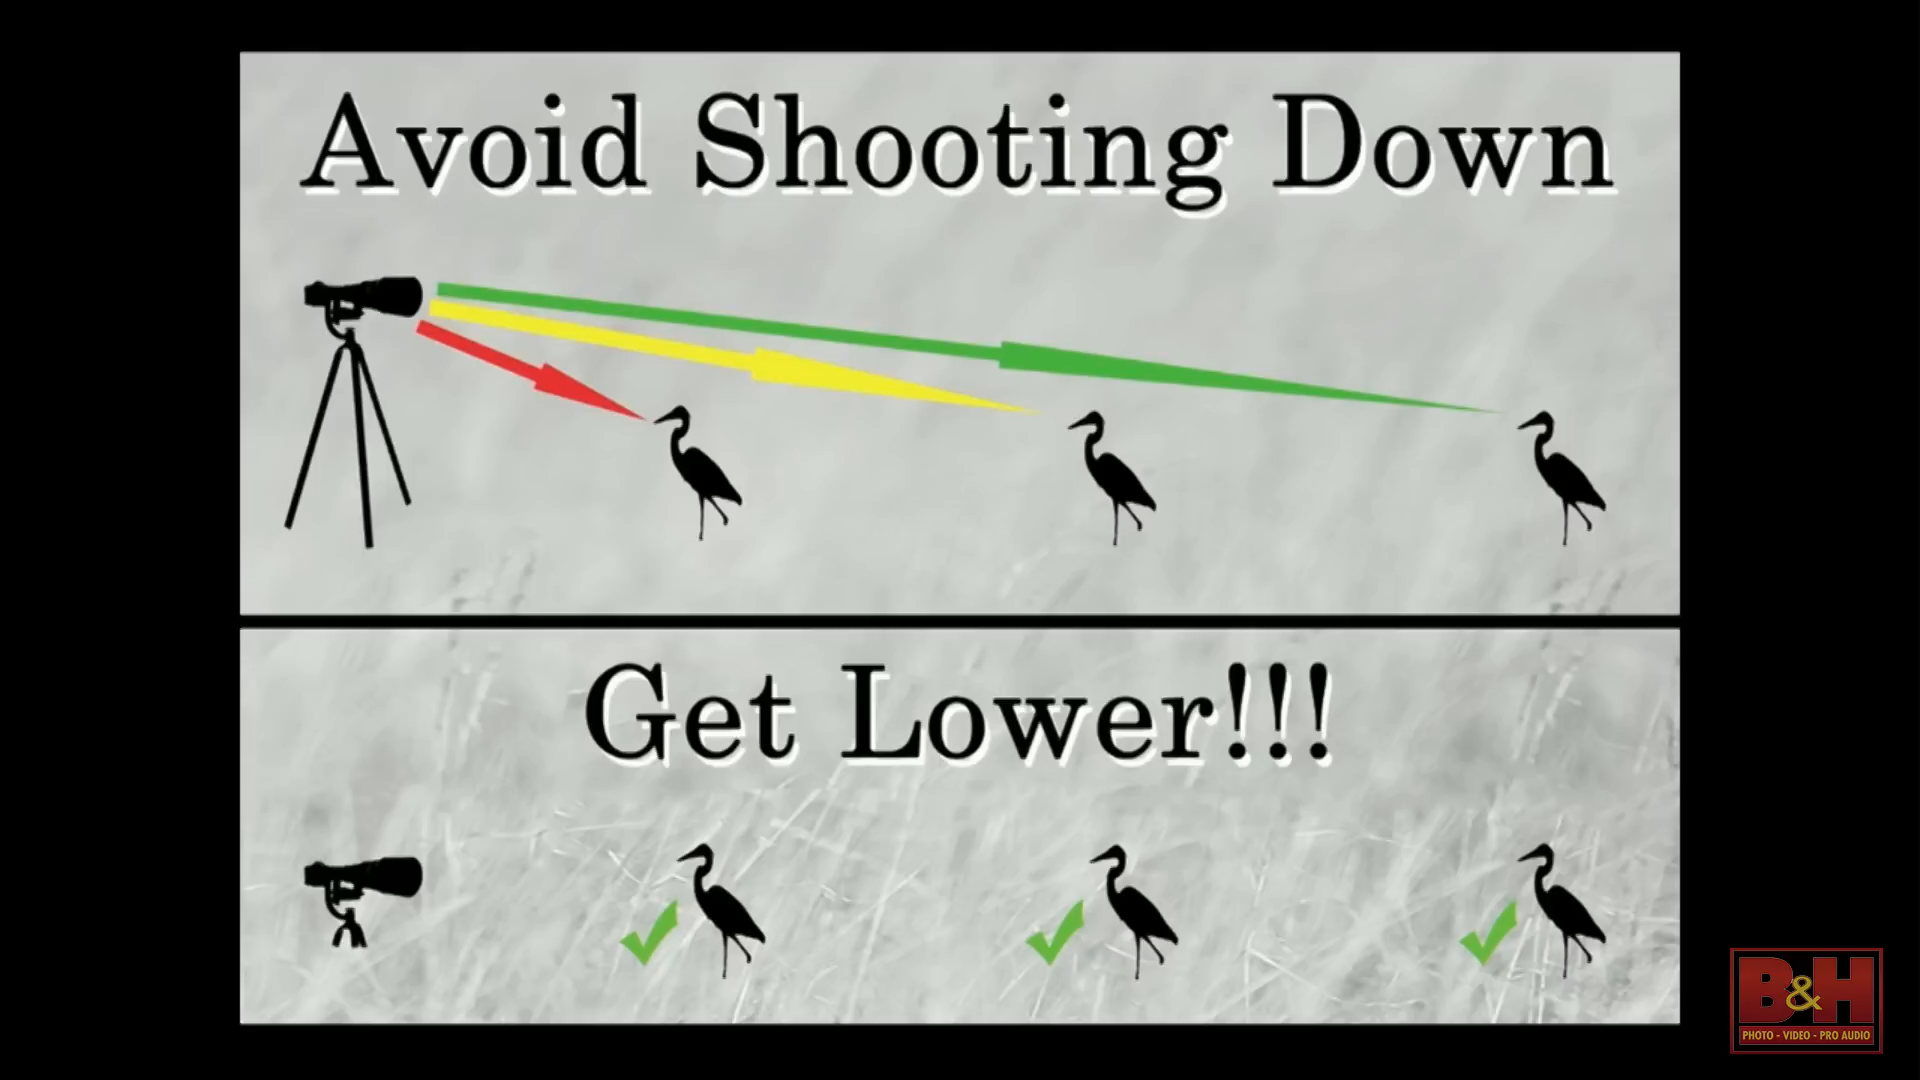 Avoid Shooting Down
Get Lower!!!
B&H
PHOTO - VIDEO - PRO AUDIO